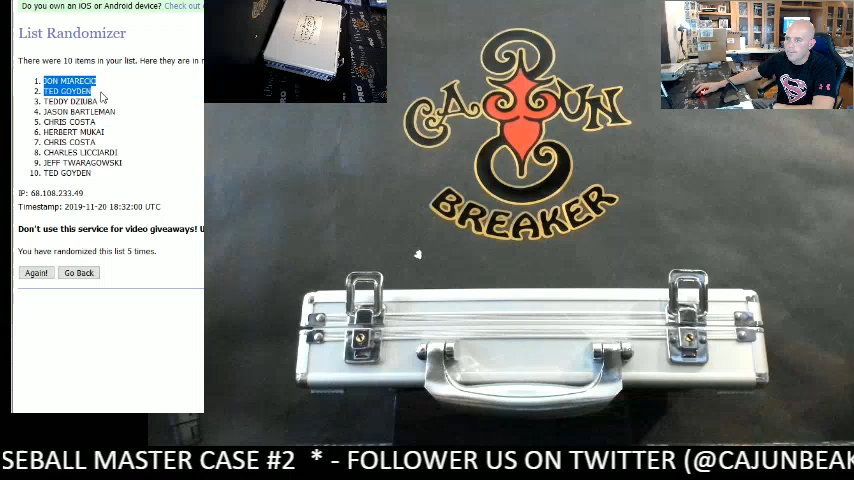 Do you own an iOS or Android device? Check out
List Randomizer
There were 10 items in your list. Here they are in
1. JON MIARECKI
2. TED GOYDEN
3. TEDDY DZIUBA
4. JASON BARTLEMAN
5. CHRIS COSTA
6. HERBERT MUKAI
7. CHRIS COSTA
8. CHARLES LICCIARDI
9. JEFF TWARAGOWSKI
10. TED GOYDEN
IP: 68.108.233.49
Timestamp: 2019-11-20 18:32:00 UTC
Don't use this service for video giveaways!
You have randomized this list 5 times.
Again! Go Back
CAJUN
BREAKER
SEBALL MASTER CASE #2 * - FOLLOWER US ON TWITTER (@CAJUNBEAK